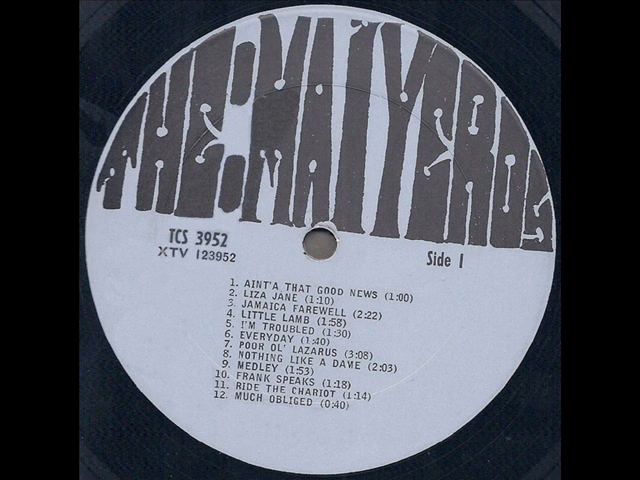 THE MATTYEROS
TCS 3952
XTV 123952
Side 1
1. AINT'A THAT GOOD NEWS (1:00)
2. LIZA JANE (1:10)
3. JAMAICA FAREWELL (2:22)
4. LITTLE LAMB (1:58)
5. I'M TROUBLED (1:30)
6. EVERYDAY (1:40)
7. POOR OL' LAZARUS (3:08)
8. NOTHING LIKE A DAME (2:03)
9. MEDLEY (1:53)
10. FRANK SPEAKS (1:18)
11. RIDE THE CHARIOT (1:14)
12. MUCH OBLIGED (0:40)